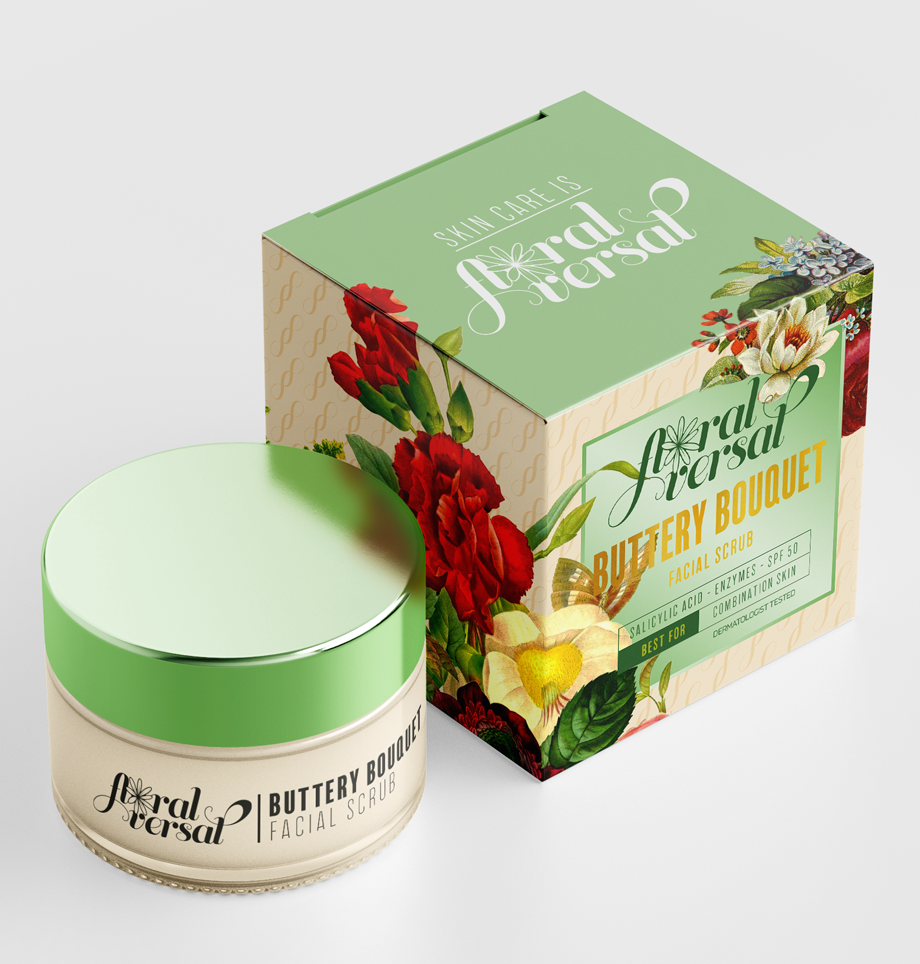 SKIN CARE IS
floral
versal
floral
versal
BUTTERY BOUQUET
FACIAL SCRUB
SALICYLIC ACID - ENZYMES - SPF 50
BEST FOR
COMBINATION SKIN
DERMATOLOGIST TESTED
floral
versal
BUTTERY BOUQUET
FACIAL SCRUB